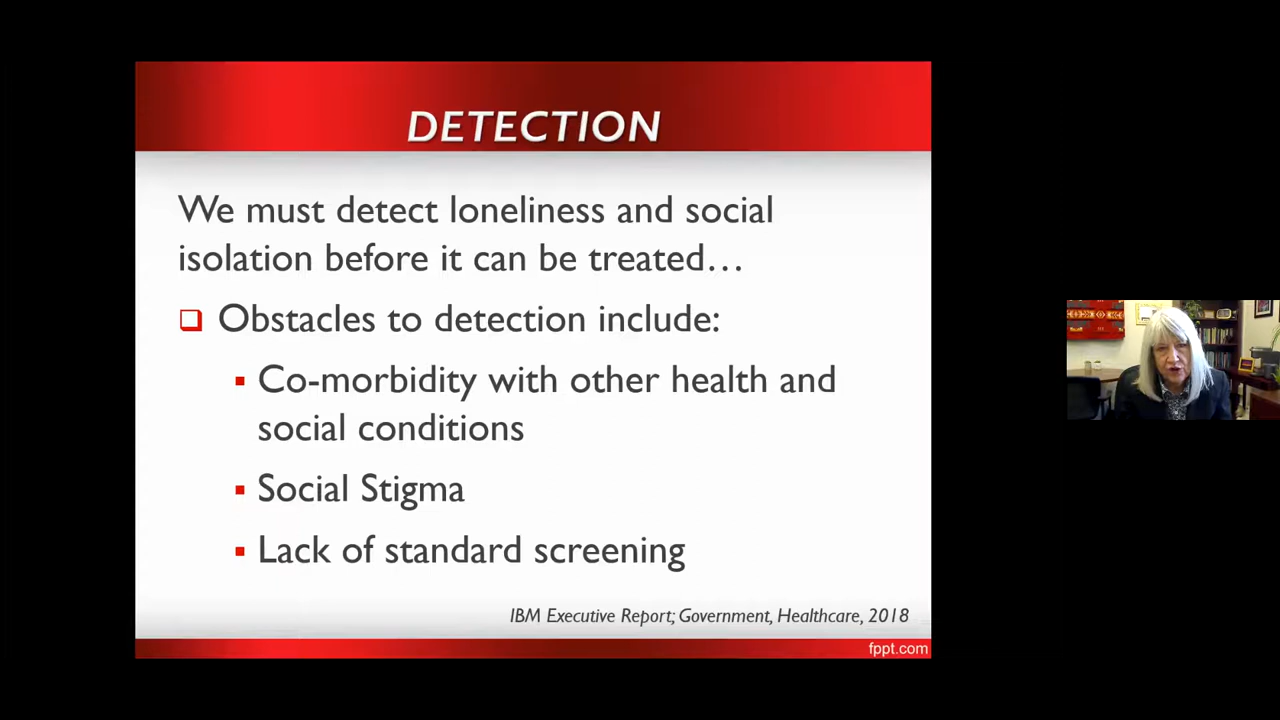 DETECTION
We must detect loneliness and social
isolation before it can be treated…
Obstacles to detection include:
Co-morbidity with other health and
social conditions
Social Stigma
Lack of standard screening
IBM Executive Report; Government, Healthcare, 2018
fppt.com